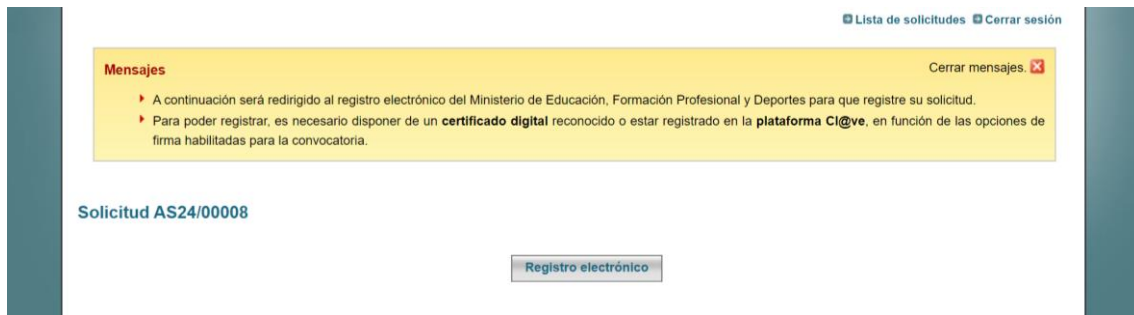 Lista de solicitudes Cerrar sesión
Mensajes
Cerrar mensajes.
A continuación será redirigido al registro electrónico del Ministerio de Educación, Formación Profesional y Deportes para que registre su solicitud.
Para poder registrar, es necesario disponer de un certificado digital reconocido o estar registrado en la plataforma Cl@ve, en función de las opciones de
firma habilitadas para la convocatoria.
Solicitud AS24/00008
Registro electrónico